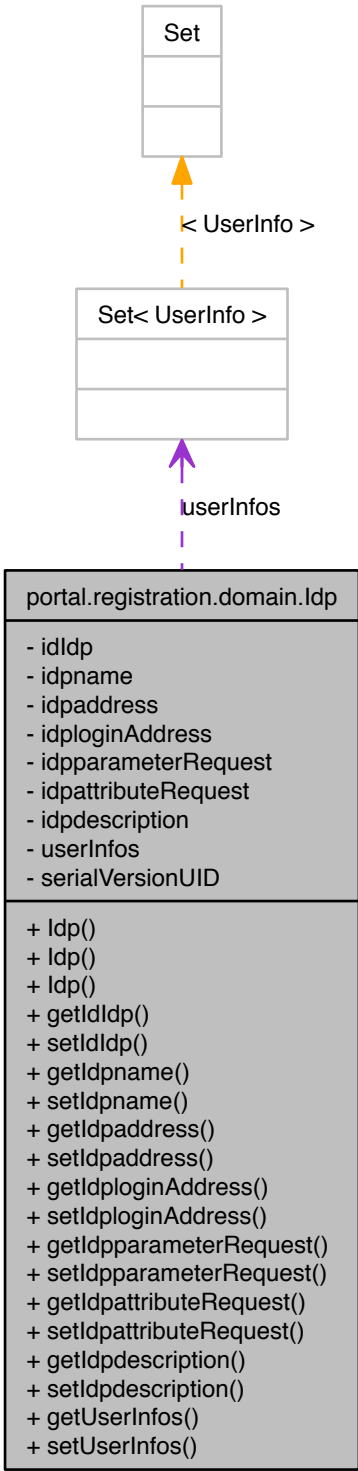 Set
< UserInfo >
Set< UserInfo >
userInfos
portal.registration.domain.Idp
- idIdp
- idpname
- idpaddress
- idploginAddress
- idpparameterRequest
- idpattributeRequest
- idpdescription
- userInfos
- serialVersionUID
+ Idp()
+ Idp()
+ Idp()
+ getIdIdp()
+ setIdIdp()
+ getIdpname()
+ setIdpname()
+ getIdpaddress()
+ setIdpaddress()
+ getIdploginAddress()
+ setIdploginAddress()
+ getIdpparameterRequest()
+ setIdpparameterRequest()
+ getIdpattributeRequest()
+ setIdpattributeRequest()
+ getIdpdescription()
+ setIdpdescription()
+ getUserInfos()
+ setUserInfos()